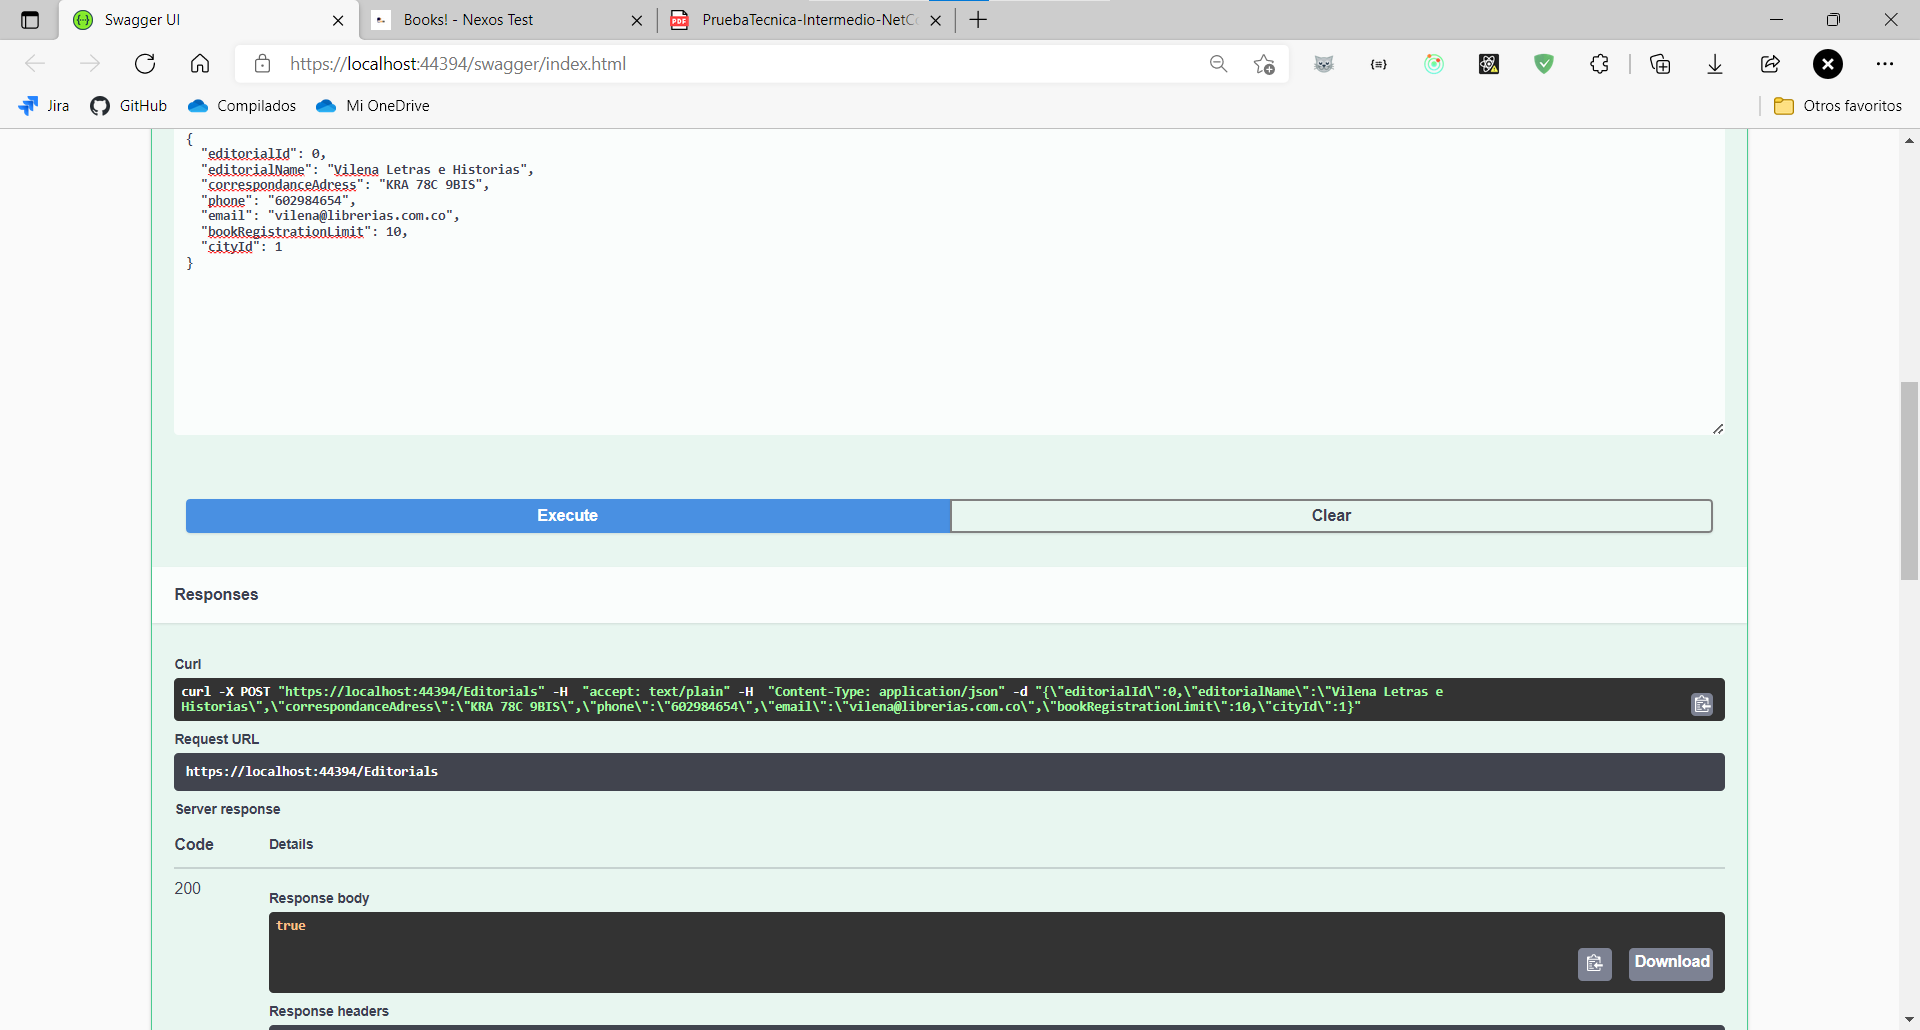 Swagger UI
Books! - Nexos Test
PruebaTecnica-Intermedio-NetC
https://localhost:44394/swagger/index.html
Jira
GitHub
Compilados
Mi OneDrive
Otros favoritos
{
"editorialId": 0,
"editorialName": "Vilena Letras e Historias",
"correspondanceAdress": "KRA 78C 9BIS",
"phone": "602984654",
"email": "vilena@librerias.com.co",
"bookRegistrationLimit": 10,
"cityId": 1
}
Execute
Clear
Responses
Curl
curl -X POST "https://localhost:44394/Editorials" -H  "accept: text/plain" -H  "Content-Type: application/json" -d "{\"editorialId\":0,\"editorialName\":\"Vilena Letras e
Historias\",\"correspondanceAdress\":\"KRA 78C 9BIS\",\"phone\":\"602984654\",\"email\":\"vilena@librerias.com.co\",\"bookRegistrationLimit\":10,\"cityId\":1}"
Request URL
https://localhost:44394/Editorials
Server response
Code
Details
200
Response body
true
Download
Response headers